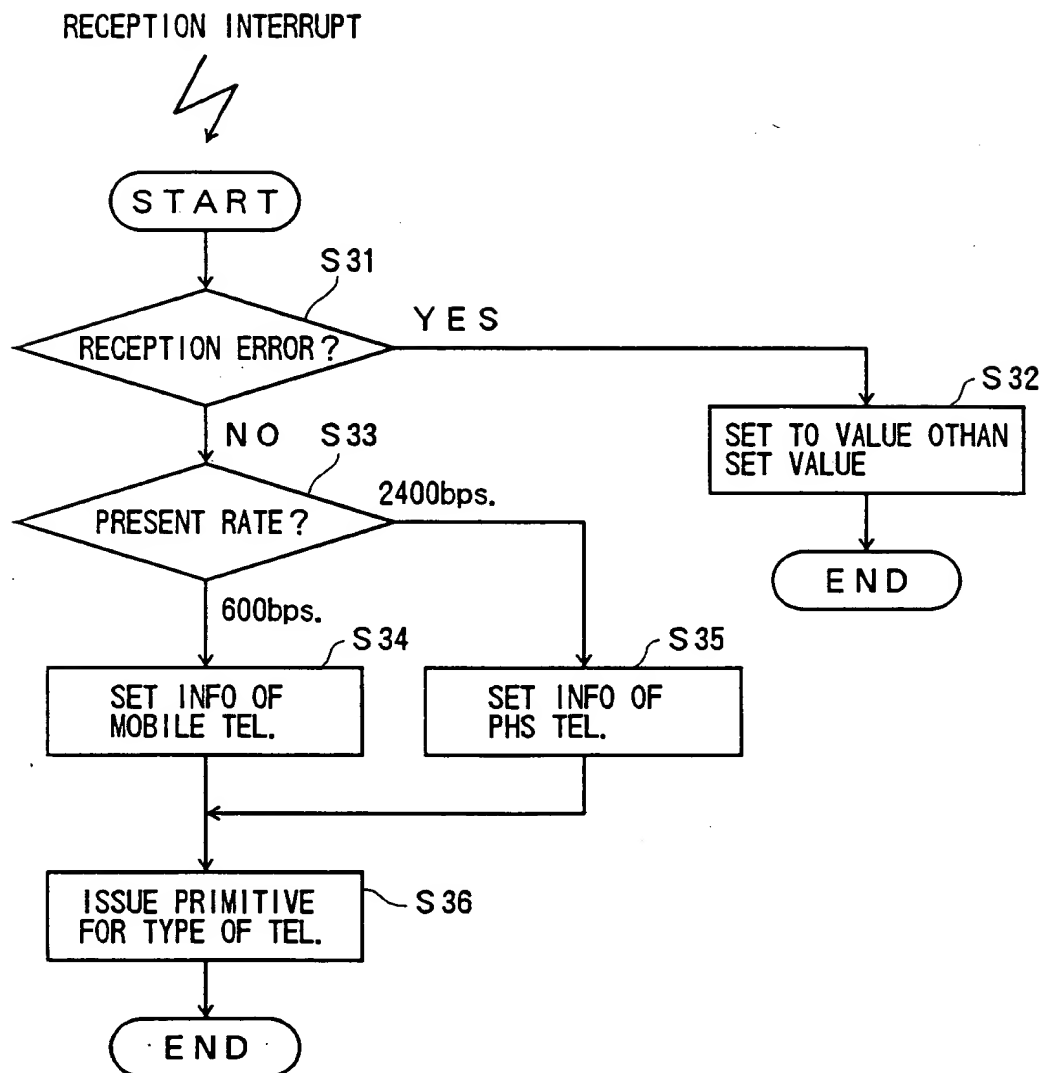 RECEPTION INTERRUPT
START
S31
RECEPTION ERROR?
YES
S32
SET TO VALUE OTHAN
SET VALUE
END
NO
S33
PRESENT RATE?
2400bps.
600bps.
S34
SET INFO OF
MOBILE TEL.
S35
SET INFO OF
PHS TEL.
ISSUE PRIMITIVE
FOR TYPE OF TEL.
S36
END